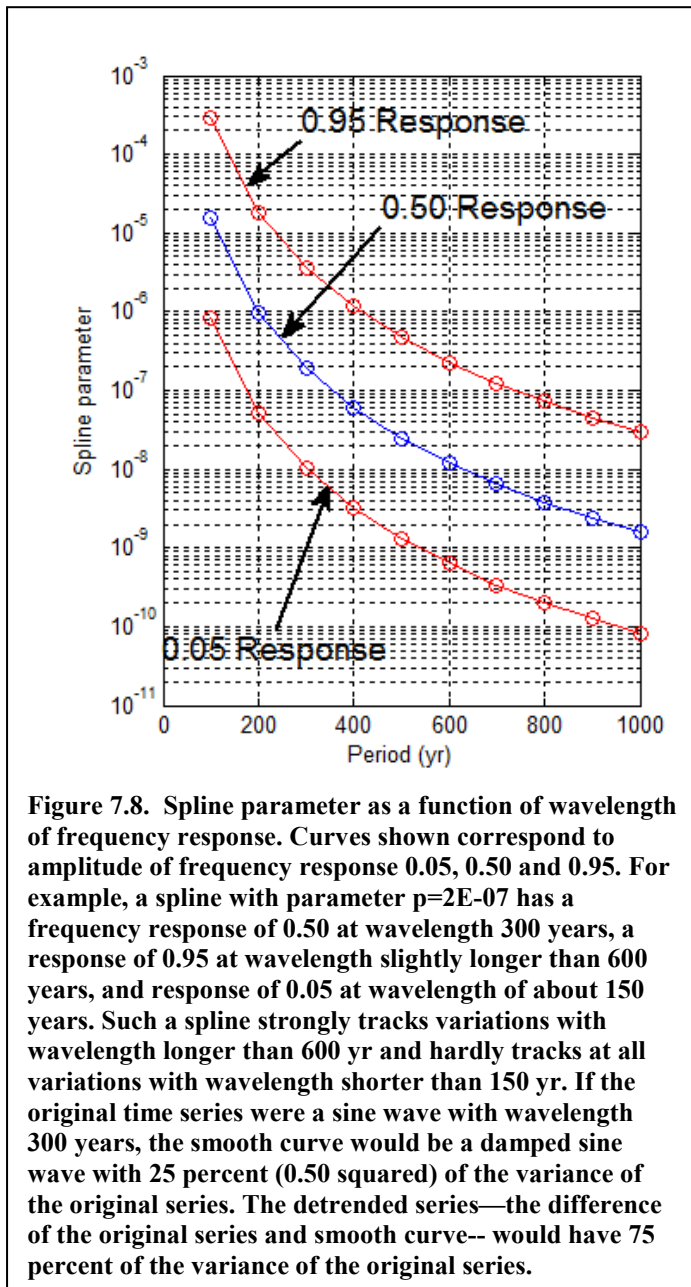 10-3
0.95 Response
10-4
0.50 Response
10-5
10-6
Spline parameter
10-7
10-8
10-9
10-10
0.05 Response
10-11
0 200 400 600 800 1000
Period (yr)
Figure 7.8. Spline parameter as a function of wavelength
of frequency response. Curves shown correspond to
amplitude of frequency response 0.05, 0.50 and 0.95. For
example, a spline with parameter p=2E-07 has a
frequency response of 0.50 at wavelength 300 years, a
response of 0.95 at wavelength slightly longer than 600
years, and response of 0.05 at wavelength of about 150
years. Such a spline strongly tracks variations with
wavelength longer than 600 yr and hardly tracks at all
variations with wavelength shorter than 150 yr. If the
original time series were a sine wave with wavelength
300 years, the smooth curve would be a damped sine
wave with 25 percent (0.50 squared) of the variance of
the original series. The detrended series—the difference
of the original series and smooth curve-- would have 75
percent of the variance of the original series.